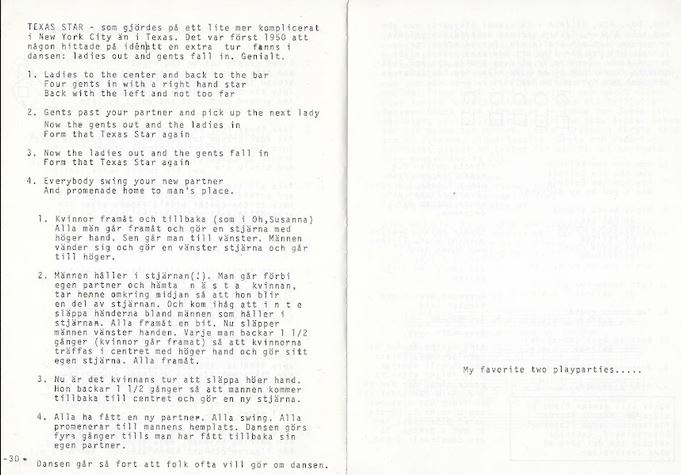 TEXAS STAR - som gjördes på ett lite mer komplicerat
i New York City än i Texas. Det var först 1950 att
någon hittade på idén att en extra tur fanns i
dansen: ladies out and gents fall in. Genialt.
1. Ladies to the center and back to the bar
Four gents in with a right hand star
Back with the left and not too far
2. Gents past your partner and pick up the next lady
Now the gents out and the ladies in
Form that Texas Star again
3. Now the ladies out and the gents fall in
Form that Texas Star again
4. Everybody swing your new partner
And promenade home to man's place.
1. Kvinnor framåt och tillbaka (som i Oh,Susanna)
Alla män går framåt och gör en stjärna med
höger hand. Sen går man till vänster. Männen
vänder sig och gör en vänster stjärna och går
till höger.
2. Männen håller i stjärnan(!). Man går förbi
egen partner och hämta n ä s t a kvinnan,
tar henne omkring midjan så att hon blir
en del av stjärnan. Och kom ihåg att i n t e
släppa händerna bland männen som håller i
stjärnan. Alla framåt en bit. Nu släpper
männen vänster handen. Varje man backar 1 1/2
gånger (kvinnor går framat) så att kvinnorna
träffas i centret med höger hand och gör sitt
egen stjärna. Alla framåt.
3. Nu är det kvinnans tur att släppa höer hand.
Hon backar 1 1/2 gånger så att mannen kommer
tillbaka till centret och gör en ny stjärna.
4. Alla ha fått en ny partner. Alla swing. Alla
promenerar till mannens hemplats. Dansen görs
fyra gånger tills man har fått tillbaka sin
egen partner.
-30-
Dansen går så fort att folk ofta vill gör om dansen.
My favorite two playparties.....